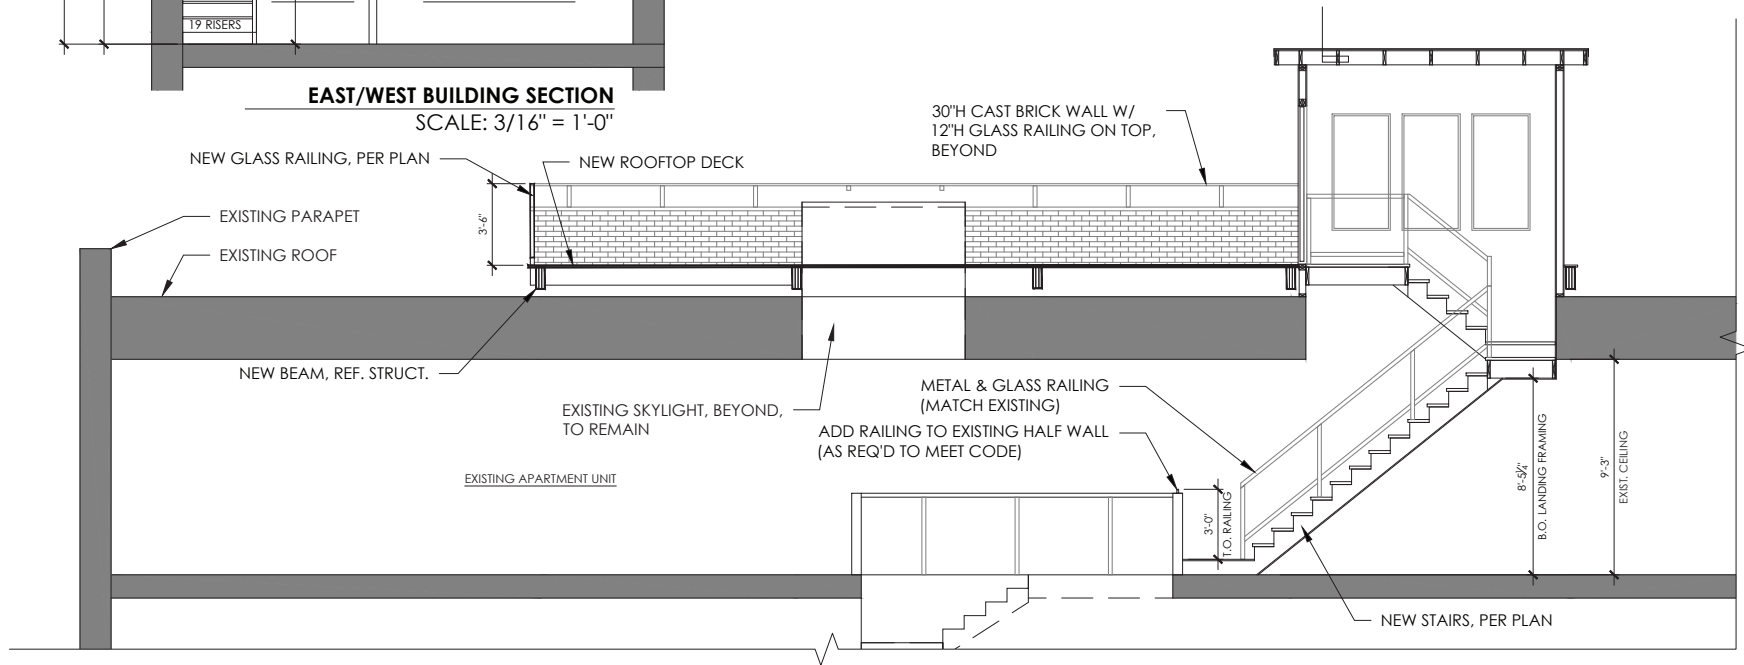 19 RISERS
EAST/WEST BUILDING SECTION
SCALE: 3/16" = 1'-0"
NEW GLASS RAILING, PER PLAN
NEW ROOFTOP DECK
30"H CAST BRICK WALL W/
12"H GLASS RAILING ON TOP,
BEYOND
EXISTING PARAPET
EXISTING ROOF
3'-6"
NEW BEAM, REF. STRUCT.
EXISTING SKYLIGHT, BEYOND,
TO REMAIN
METAL & GLASS RAILING
(MATCH EXISTING)
ADD RAILING TO EXISTING HALF WALL
(AS REQ'D TO MEET CODE)
EXISTING APARTMENT UNIT
3'-0"
T.O. RAILING
8'-5¼"
B.O. LANDING FRAMING
9'-3"
EXIST. CEILING
NEW STAIRS, PER PLAN